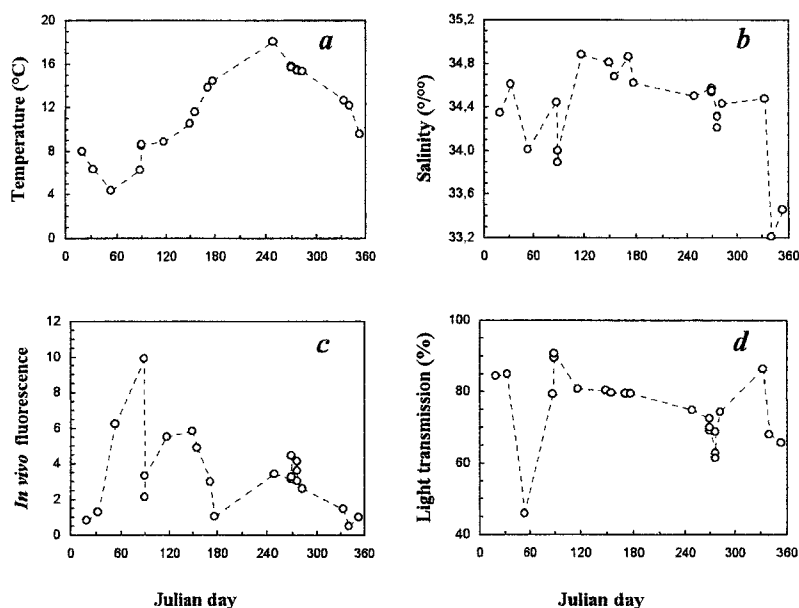 a
20
16
12
8
4
0
Temperature (°C)
0 60 120 180 240 300 360
b
35,2
34,8
34,4
34,0
33,6
33,2
Salinity (°/°°)
0 60 120 180 240 300 360
c
12
10
8
6
4
2
0
In vivo fluorescence
0 60 120 180 240 300 360
Julian day
d
100
80
60
40
Light transmission (%)
0 60 120 180 240 300 360
Julian day